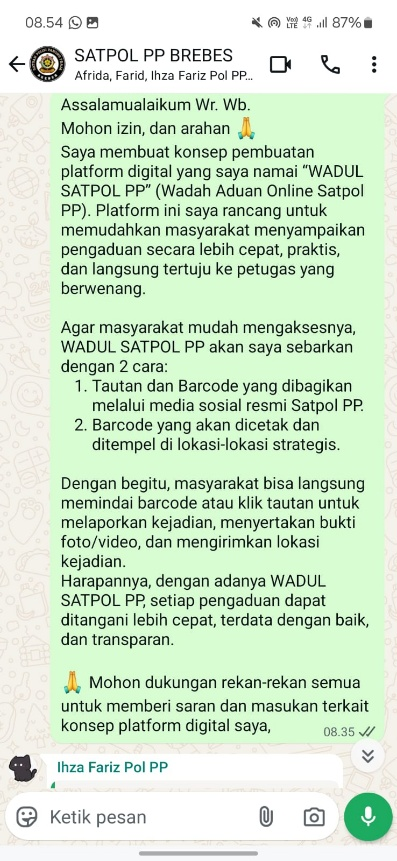 08.54
Vo) 4G LTE 87%
SATPOL PP BREBES
Afrida, Farid, Ihza Fariz Pol PP...
Assalamualaikum Wr. Wb.
Mohon izin, dan arahan 🙏
Saya membuat konsep pembuatan
platform digital yang saya namai “WADUL
SATPOL PP” (Wadah Aduan Online Satpol
PP). Platform ini saya rancang untuk
memudahkan masyarakat menyampaikan
pengaduan secara lebih cepat, praktis,
dan langsung tertuju ke petugas yang
berwenang.
Agar masyarakat mudah mengaksesnya,
WADUL SATPOL PP akan saya sebarkan
dengan 2 cara:
1. Tautan dan Barcode yang dibagikan
melalui media sosial resmi Satpol PP.
2. Barcode yang akan dicetak dan
ditempel di lokasi-lokasi strategis.
Dengan begitu, masyarakat bisa langsung
memindai barcode atau klik tautan untuk
melaporkan kejadian, menyertakan bukti
foto/video, dan mengirimkan lokasi
kejadian.
Harapannya, dengan adanya WADUL
SATPOL PP, setiap pengaduan dapat
ditangani lebih cepat, terdata dengan baik,
dan transparan.
🙏 Mohon dukungan rekan-rekan semua
untuk memberi saran dan masukan terkait
konsep platform digital saya,
08.35
Ihza Fariz Pol PP
Ketik pesan